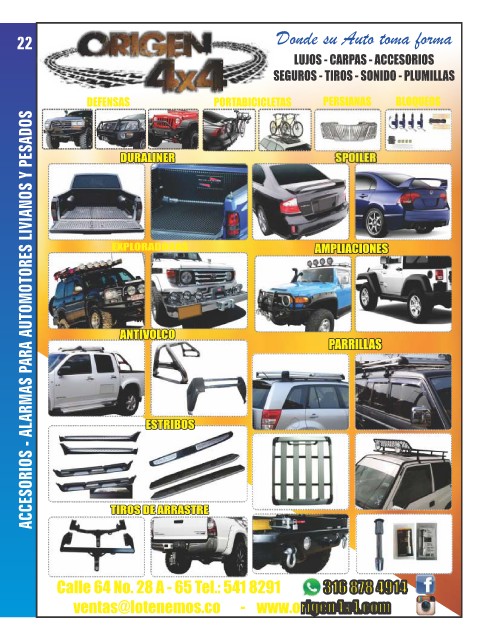 22
ACCESORIOS - ALARMAS PARA AUTOMOTORES LIVIANOS Y PESADOS
ORIGEN
4x4
Donde su Auto toma forma
LUJOS - CARPAS - ACCESORIOS
SEGUROS - TIROS - SONIDO - PLUMILLAS
DEFENSAS
PORTABICICLETAS
PERSIANAS
DURALINER
SPOILER
EXPLORADORAS
AMPLIACIONES
ANTIVOLCO
PARRILLAS
ESTRIBOS
TIROS DE ARRASTRE
Calle 64 No. 28 A - 65 Tel.: 541 8291
316 878 4914
ventas@lotenemos.co - www.origen4x4.com